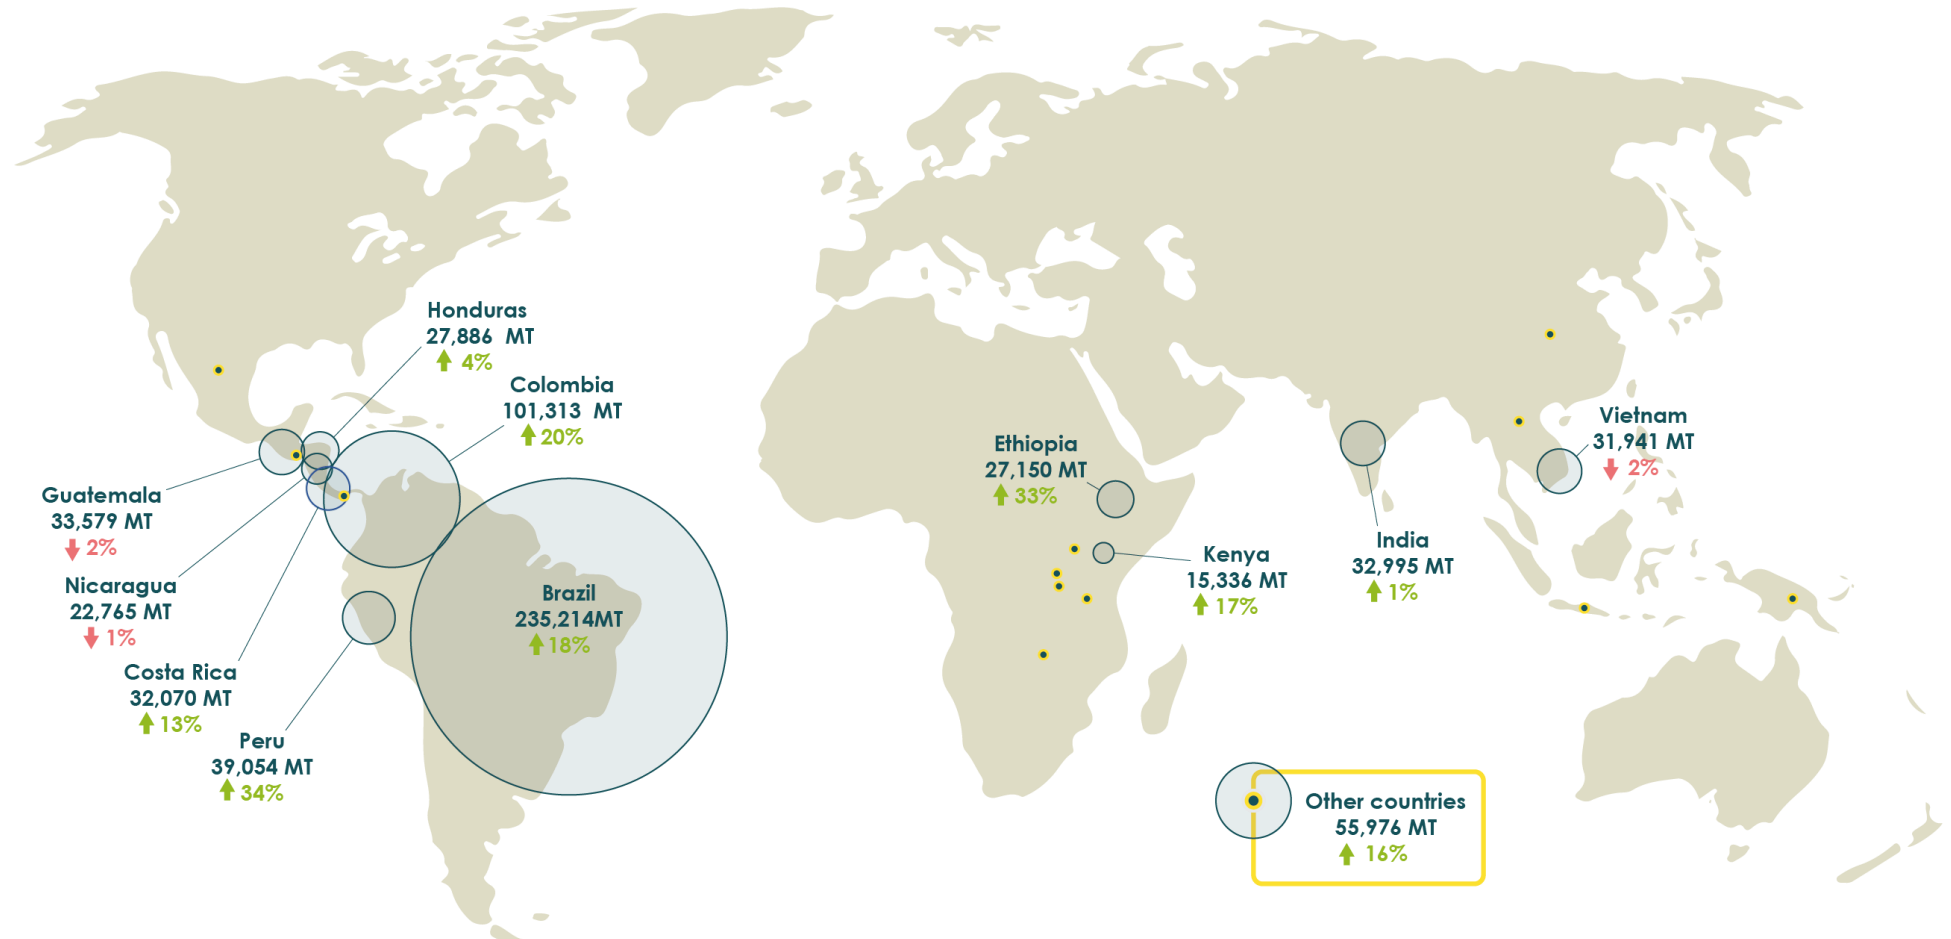 Honduras
27,886 MT
4%
Colombia
101,313 MT
20%
Guatemala
33,579 MT
2%
Nicaragua
22,765 MT
1%
Costa Rica
32,070 MT
13%
Peru
39,054 MT
34%
Brazil
235,214MT
18%
Ethiopia
27,150 MT
33%
Kenya
15,336 MT
17%
India
32,995 MT
1%
Vietnam
31,941 MT
2%
Other countries
55,976 MT
16%